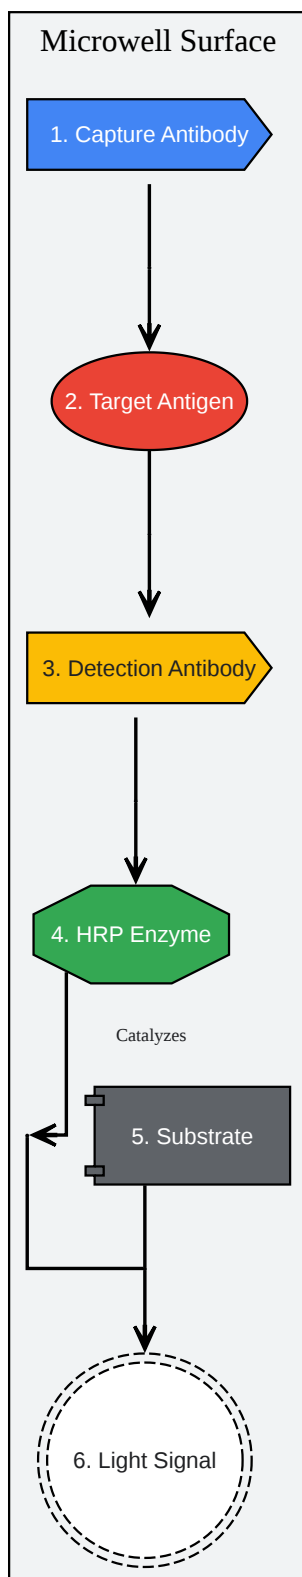 Microwell Surface
1. Capture Antibody
2. Target Antigen
3. Detection Antibody
4. HRP Enzyme
Catalyzes
5. Substrate
6. Light Signal